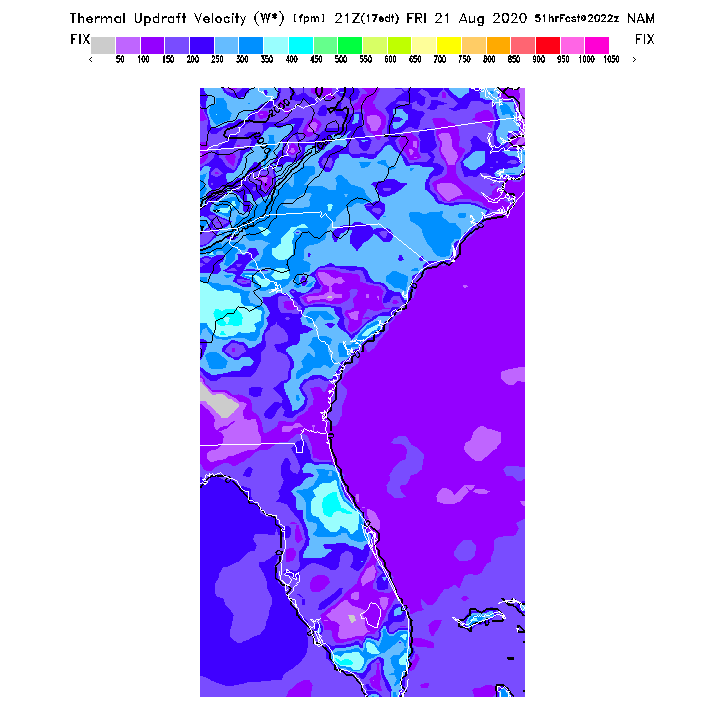 Thermal Updraft Velocity (W*) [fpm] 21Z(17edt) FRI 21 Aug 2020 51hrFcst@2022z NAM
FIX FIX
< 50 100 150 200 250 300 350 400 450 500 550 600 650 700 750 800 850 900 950 1000 1050 >